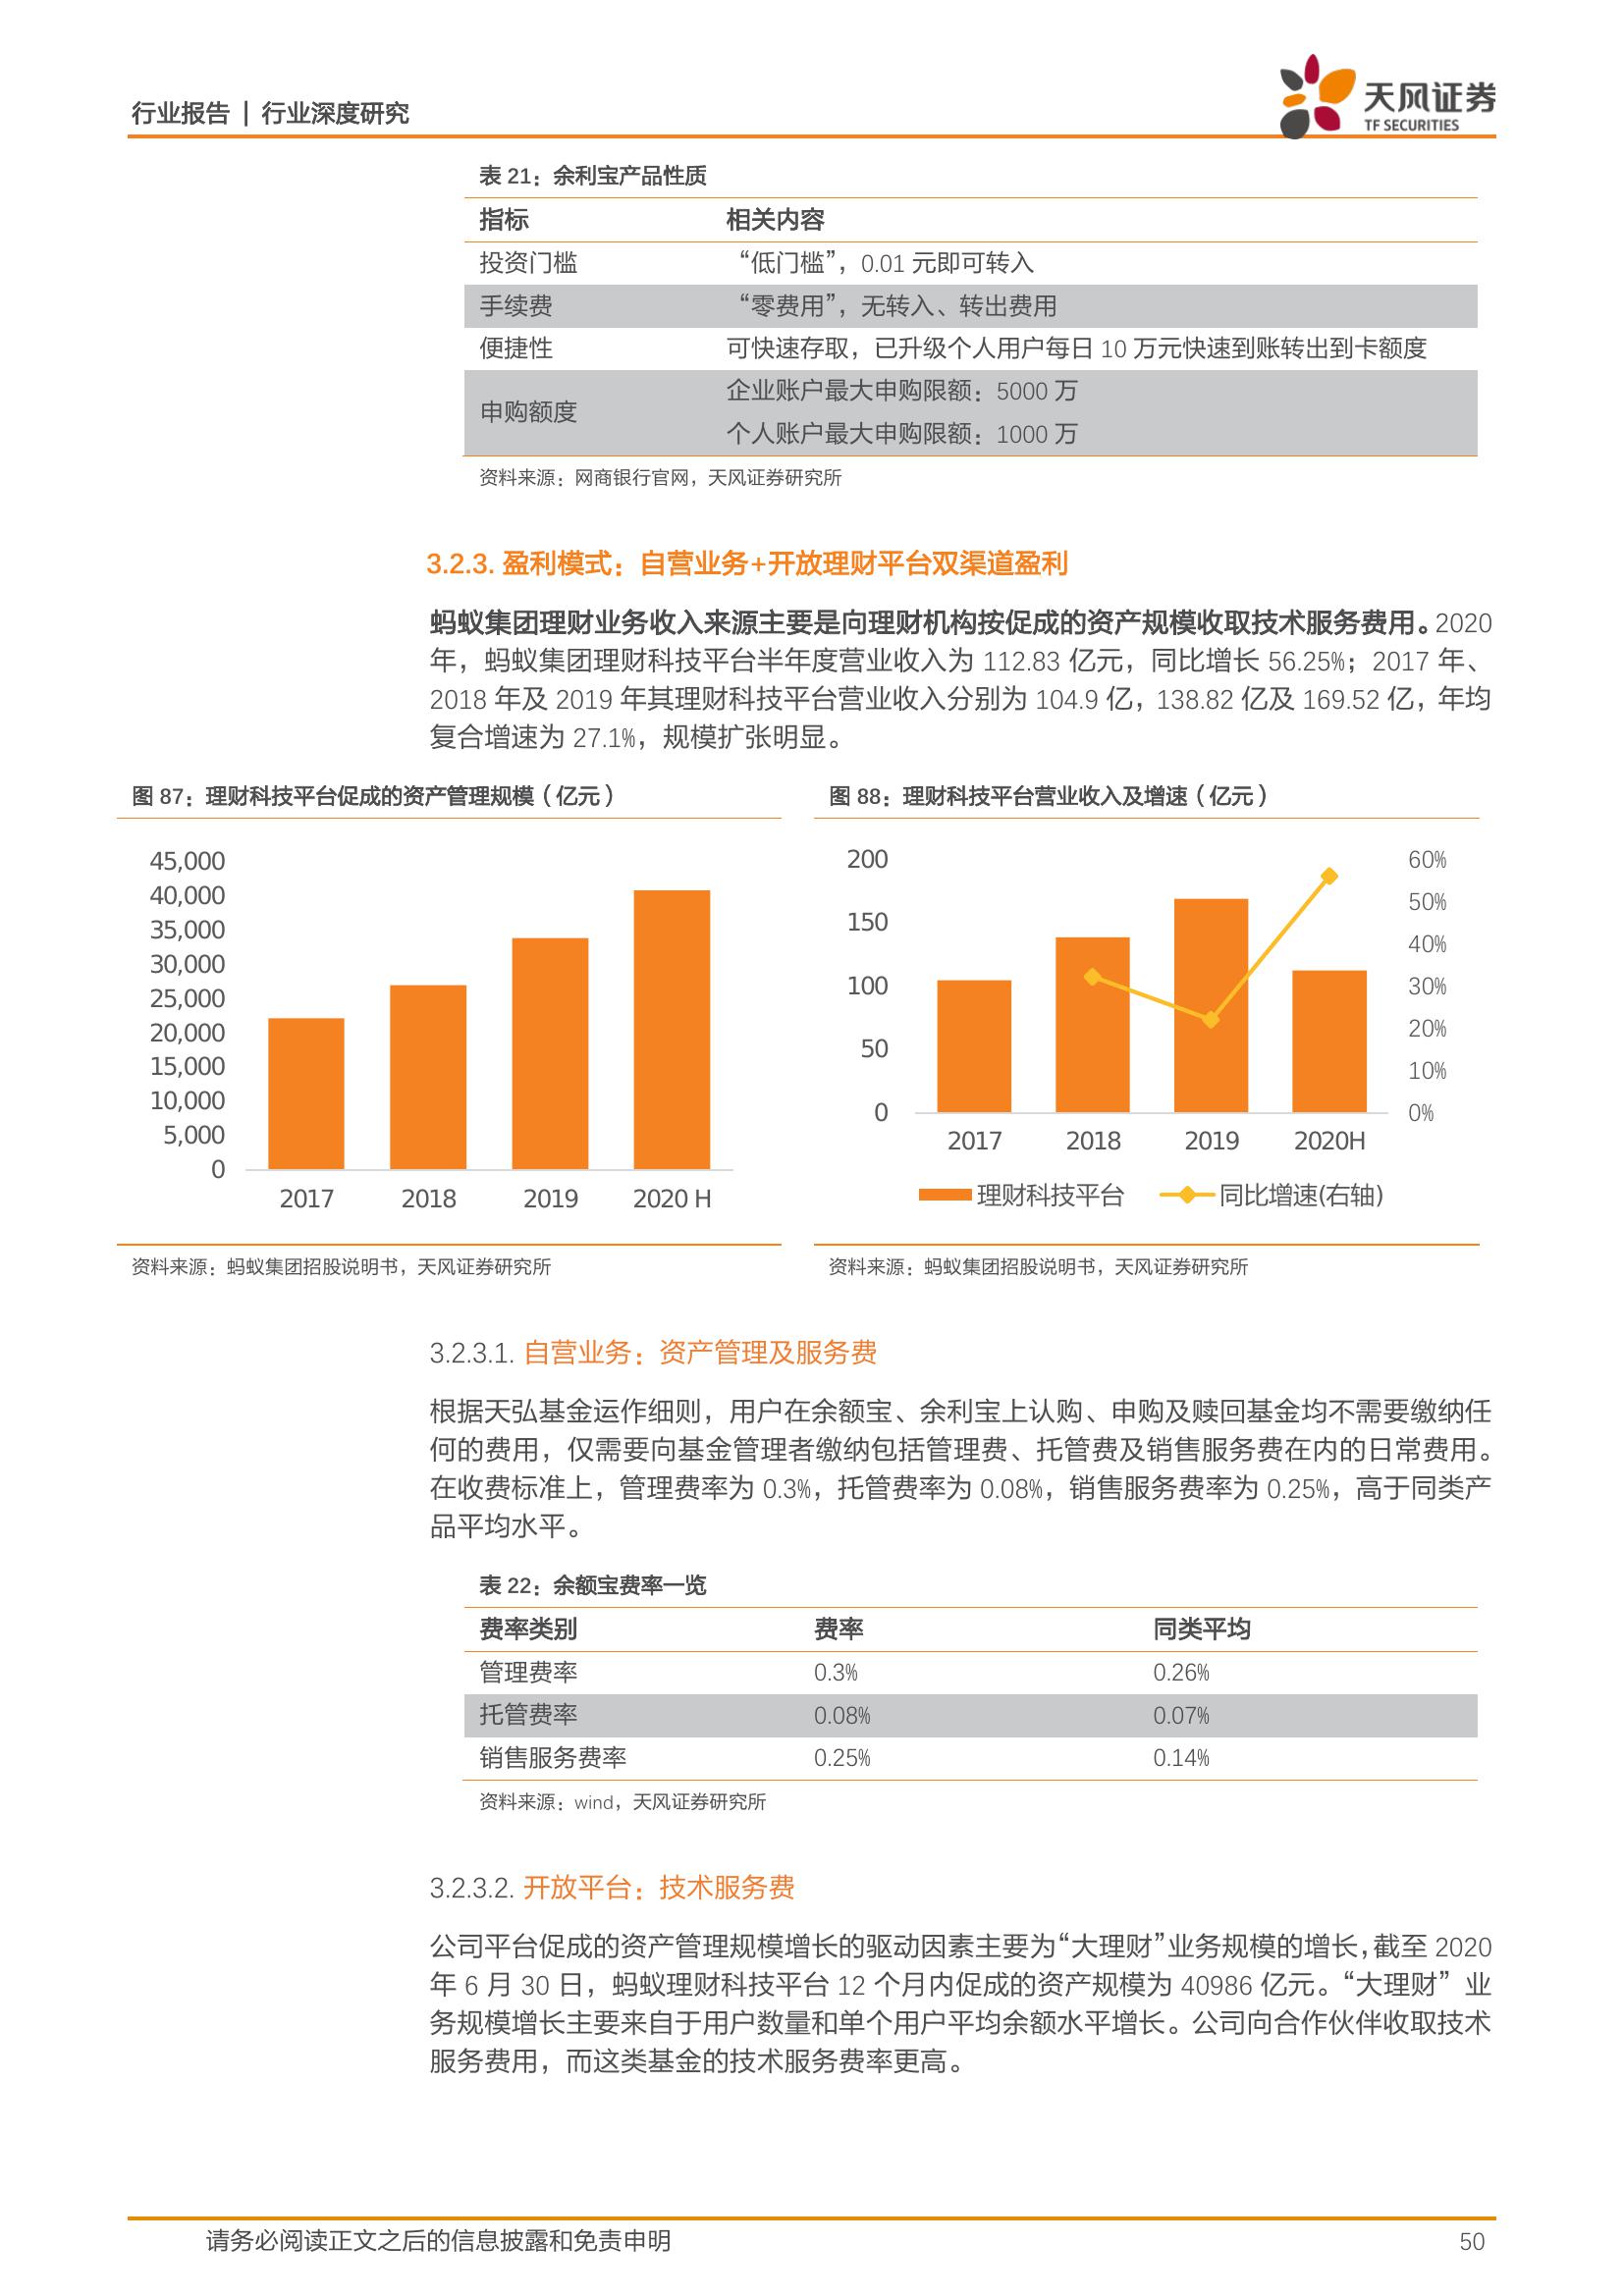 行业报告 | 行业深度研究
天风证券
TF SECURITIES
表 21：余利宝产品性质
指标 相关内容
投资门槛 “低门槛”，0.01 元即可转入
手续费 “零费用”，无转入、转出费用
便捷性 可快速存取，已升级个人用户每日 10 万元快速到账转出到卡额度
申购额度 企业账户最大申购限额：5000 万
个人账户最大申购限额：1000 万
资料来源：网商银行官网，天风证券研究所
3.2.3. 盈利模式：自营业务+开放理财平台双渠道盈利
蚂蚁集团理财业务收入来源主要是向理财机构按促成的资产规模收取技术服务费用。2020
年，蚂蚁集团理财科技平台半年度营业收入为 112.83 亿元，同比增长 56.25%；2017 年、
2018 年及 2019 年其理财科技平台营业收入分别为 104.9 亿，138.82 亿及 169.52 亿，年均
复合增速为 27.1%，规模扩张明显。
图 87：理财科技平台促成的资产管理规模（亿元）
45,000
40,000
35,000
30,000
25,000
20,000
15,000
10,000
5,000
0
2017 2018 2019 2020 H
资料来源：蚂蚁集团招股说明书，天风证券研究所
图 88：理财科技平台营业收入及增速（亿元）
200
150
100
50
0
60%
50%
40%
30%
20%
10%
0%
2017 2018 2019 2020H
理财科技平台 同比增速(右轴)
资料来源：蚂蚁集团招股说明书，天风证券研究所
3.2.3.1. 自营业务：资产管理及服务费
根据天弘基金运作细则，用户在余额宝、余利宝上认购、申购及赎回基金均不需要缴纳任
何的费用，仅需要向基金管理者缴纳包括管理费、托管费及销售服务费在内的日常费用。
在收费标准上，管理费率为 0.3%，托管费率为 0.08%，销售服务费率为 0.25%，高于同类产
品平均水平。
表 22：余额宝费率一览
费率类别 费率 同类平均
管理费率 0.3% 0.26%
托管费率 0.08% 0.07%
销售服务费率 0.25% 0.14%
资料来源：wind，天风证券研究所
3.2.3.2. 开放平台：技术服务费
公司平台促成的资产管理规模增长的驱动因素主要为“大理财”业务规模的增长，截至 2020
年 6 月 30 日，蚂蚁理财科技平台 12 个月内促成的资产规模为 40986 亿元。“大理财” 业
务规模增长主要来自于用户数量和单个用户平均余额水平增长。公司向合作伙伴收取技术
服务费用，而这类基金的技术服务费率更高。
请务必阅读正文之后的信息披露和免责申明 50